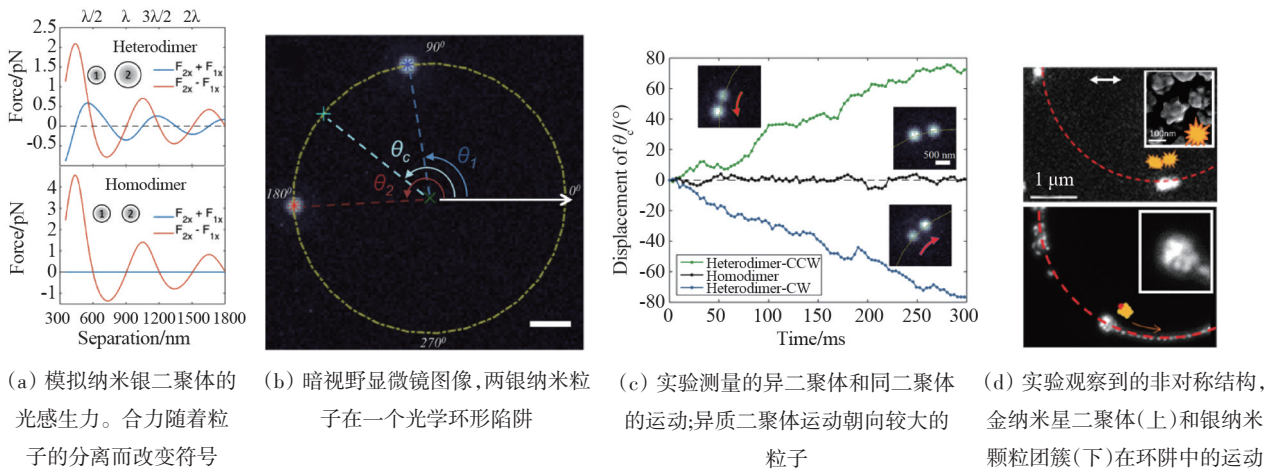 λ/2 λ 3λ/2 2λ
2.5
2
1.5
1
0.5
0
-0.5
Force/pN
Heterodimer
1 2
F2x + F1x
F2x - F1x
4
3
2
1
0
-1
Force/pN
Homodimer
1 2
F2x + F1x
F2x - F1x
300 600 900 1200 1500 1800
Separation/nm
90⁰
180⁰
0⁰
270⁰
θc
θ1
θ2
80
60
40
20
0
-20
-40
-60
-80
Displacement of θc/(°)
500 nm
Heterodimer-CCW
Homodimer
Heterodimer-CW
0 50 100 150 200 250 300
Time/ms
100nm
1 μm
(a) 模拟纳米银二聚体的
光感生力。合力随着粒
子的分离而改变符号
(b) 暗视野显微镜图像,两银纳米粒
子在一个光学环形陷阱
(c) 实验测量的异二聚体和同二聚体
的运动;异质二聚体运动朝向较大的
粒子
(d) 实验观察到的非对称结构,
金纳米星二聚体(上)和银纳米
颗粒团簇(下)在环阱中的运动